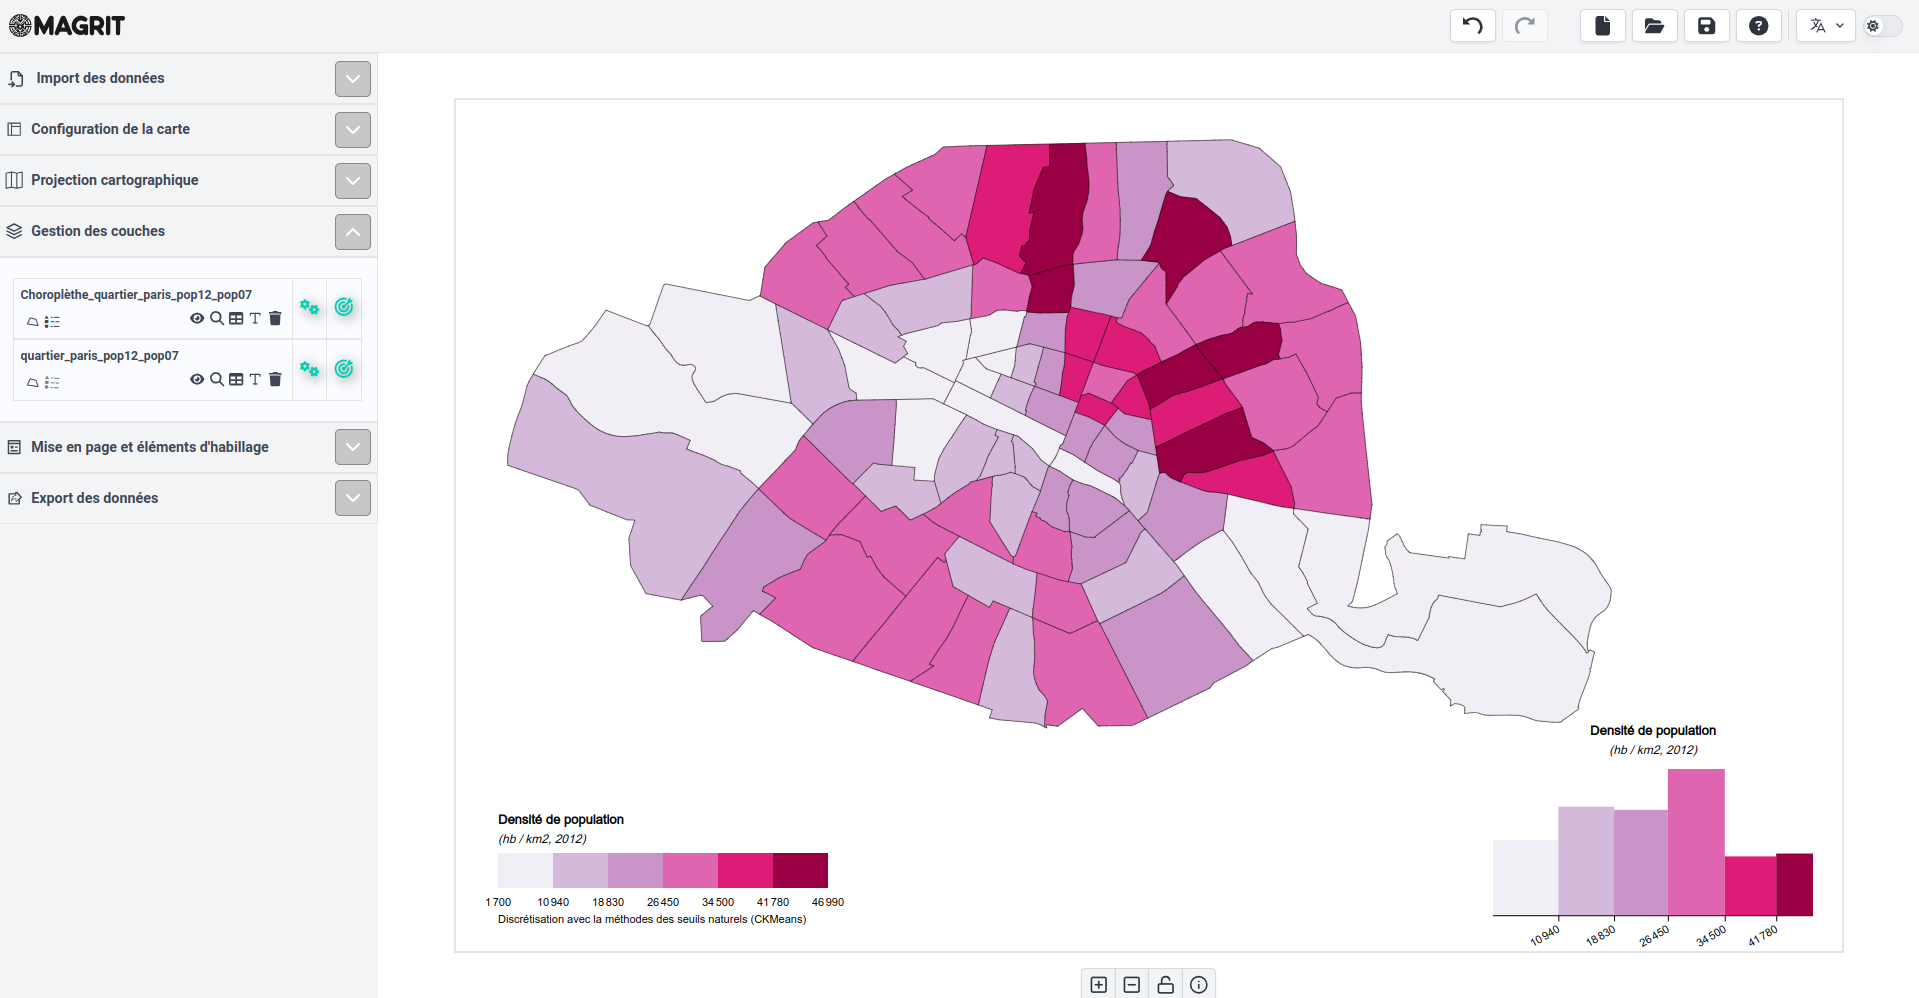 MAGRIT
Import des données
Configuration de la carte
Projection cartographique
Gestion des couches
Choroplèthe_quartier_paris_pop12_pop07
quartier_paris_pop12_pop07
Mise en page et éléments d'habillage
Export des données
Densité de population
(hb / km2, 2012)
1 700 10 940 18 830 26 450 34 500 41 780 46 990
Discrétisation avec la méthodes des seuils naturels (CKMeans)
Densité de population
(hb / km2, 2012)
10 940 18 830 26 450 34 500 41 780